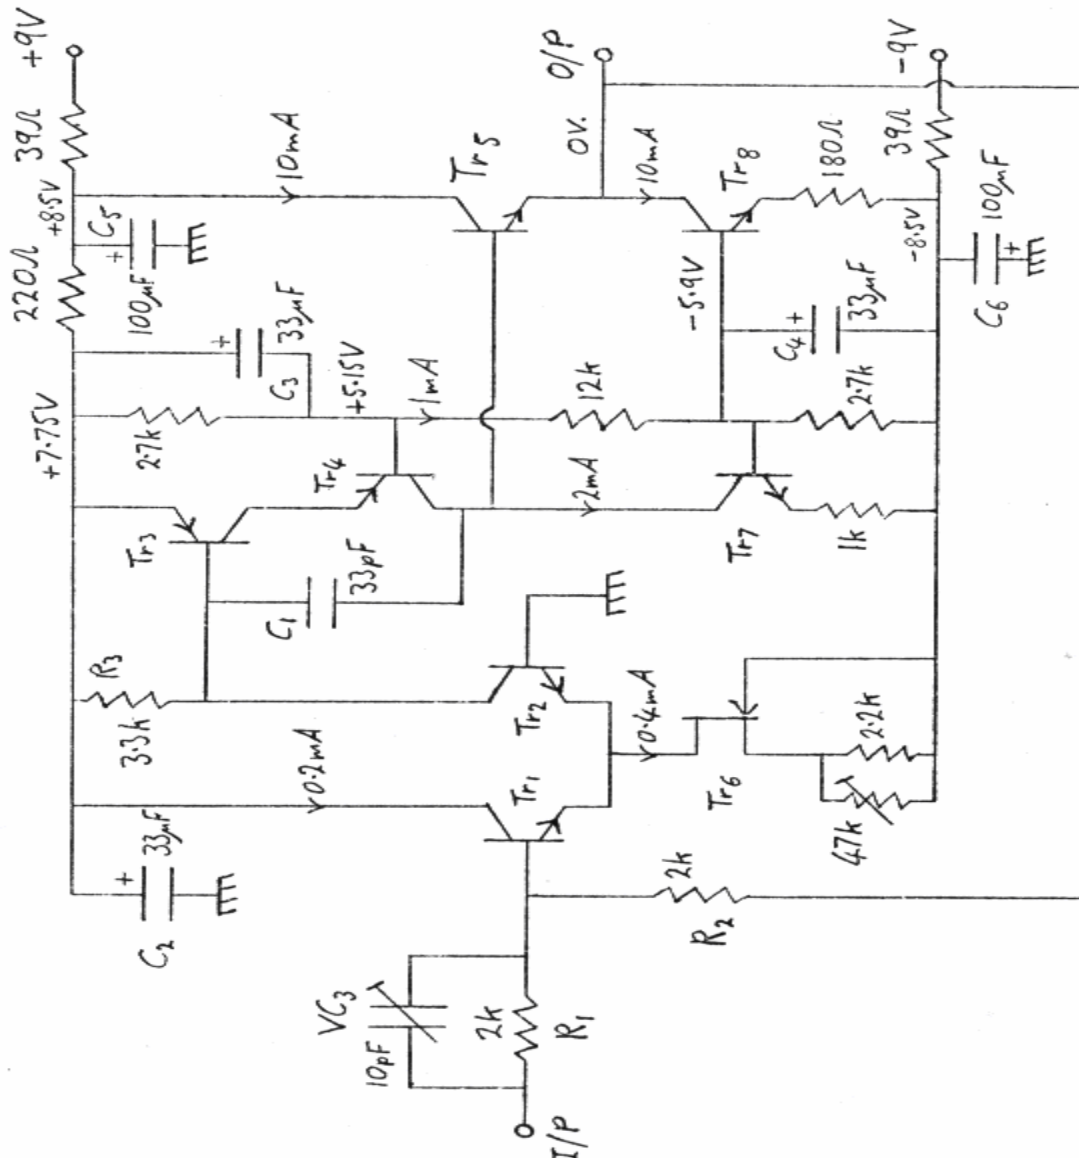 +9V
39Ω
+8.5V
220Ω
+7.75V
10mA
C5
100µF
33µF
C3
+5.15V
2.7k
Tr5
O/P
0V.
10mA
Tr8
180Ω
-9V
39Ω
-8.5V
100µF
C6
-5.9V
33µF
C4
1mA
12k
2.7k
Tr4
Tr3
2mA
Tr7
1k
33pF
C1
R3
3.3k
0.2mA
Tr2
Tr1
0.4mA
Tr6
2.2k
47k
33µF
C2
2k
R2
VC3
10pF
2k
R1
I/P